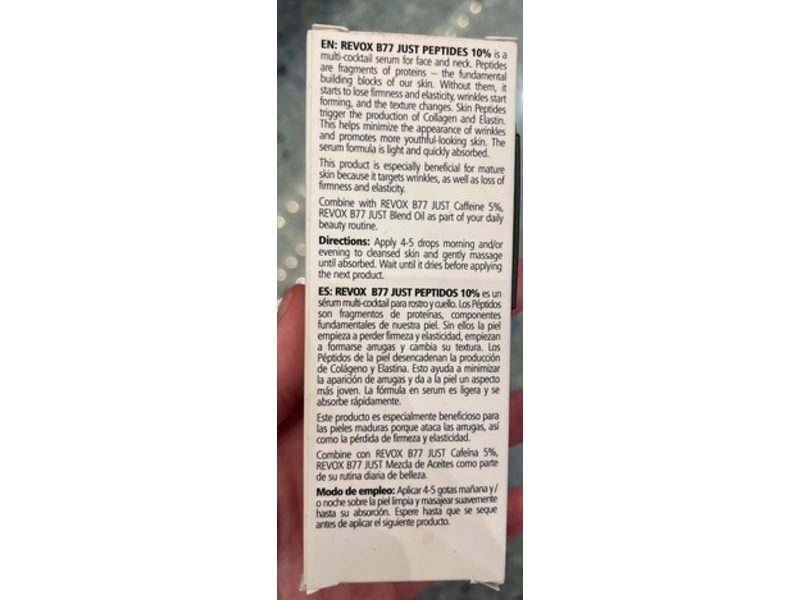 EN: REVOX B77 JUST PEPTIDES 10% is a
multi-cocktail serum for face and neck. Peptides
are fragments of proteins – the fundamental
building blocks of our skin. Without them, it
starts to lose firmness and elasticity, wrinkles start
forming, and the texture changes. Skin Peptides
trigger the production of Collagen and Elastin.
This helps minimize the appearance of wrinkles
and promotes more youthful-looking skin. The
serum formula is light and quickly absorbed.
This product is especially beneficial for mature
skin because it targets wrinkles, as well as loss of
firmness and elasticity.
Combine with REVOX B77 JUST Caffeine 5%,
REVOX B77 JUST Blend Oil as part of your daily
beauty routine.
Directions: Apply 4-5 drops morning and/or
evening to cleansed skin and gently massage
until absorbed. Wait until it dries before applying
the next product.
ES: REVOX B77 JUST PEPTIDOS 10% es un
sérum multi-cocktail para rostro y cuello. Los Péptidos
son fragmentos de proteínas, componentes
fundamentales de nuestra piel. Sin ellos la piel
empieza a perder firmeza y elasticidad, empiezan
a formarse arrugas y cambia su textura. Los
Péptidos de la piel desencadenan la producción
de Colágeno y Elastina. Esto ayuda a minimizar
la aparición de arrugas y da a la piel un aspecto
más joven. La fórmula en serum es ligera y se
absorbe rápidamente.
Este producto es especialmente beneficioso para
las pieles maduras porque ataca las arrugas, así
como la pérdida de firmeza y elasticidad.
Combine con REVOX B77 JUST Cafeína 5%,
REVOX B77 JUST Mezcla de Aceites como parte
de su rutina diaria de belleza.
Modo de empleo: Aplicar 4-5 gotas mañana y/
o noche sobre la piel limpia y masajear suavemente
hasta su absorción. Espere hasta que se seque
antes de aplicar el siguiente producto.